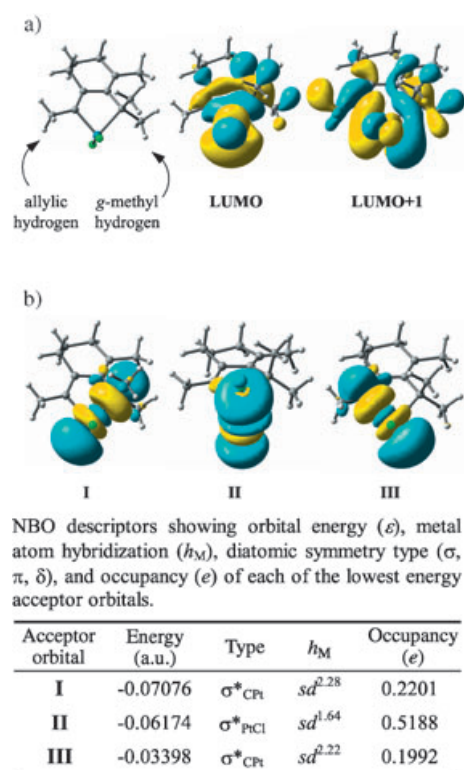 a)
allylic g-methyl
hydrogen hydrogen
LUMO LUMO+1
b)
I II III
NBO descriptors showing orbital energy (ε), metal
atom hybridization (hM), diatomic symmetry type (σ,
π, δ), and occupancy (e) of each of the lowest energy
acceptor orbitals.
Acceptor Energy Type hM Occupancy
orbital (a.u.) (e)
I -0.07076 σ*CPt sd2.28 0.2201
II -0.06174 σ*PtCl sd1.64 0.5188
III -0.03398 σ*CPt sd2.22 0.1992